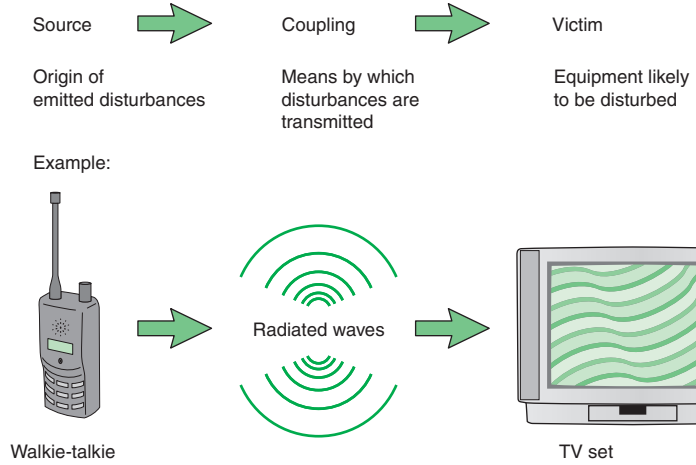 Source
Coupling
Victim
Origin of
emitted disturbances
Means by which
disturbances are
transmitted
Equipment likely
to be disturbed
Example:
Radiated waves
Walkie-talkie
TV set